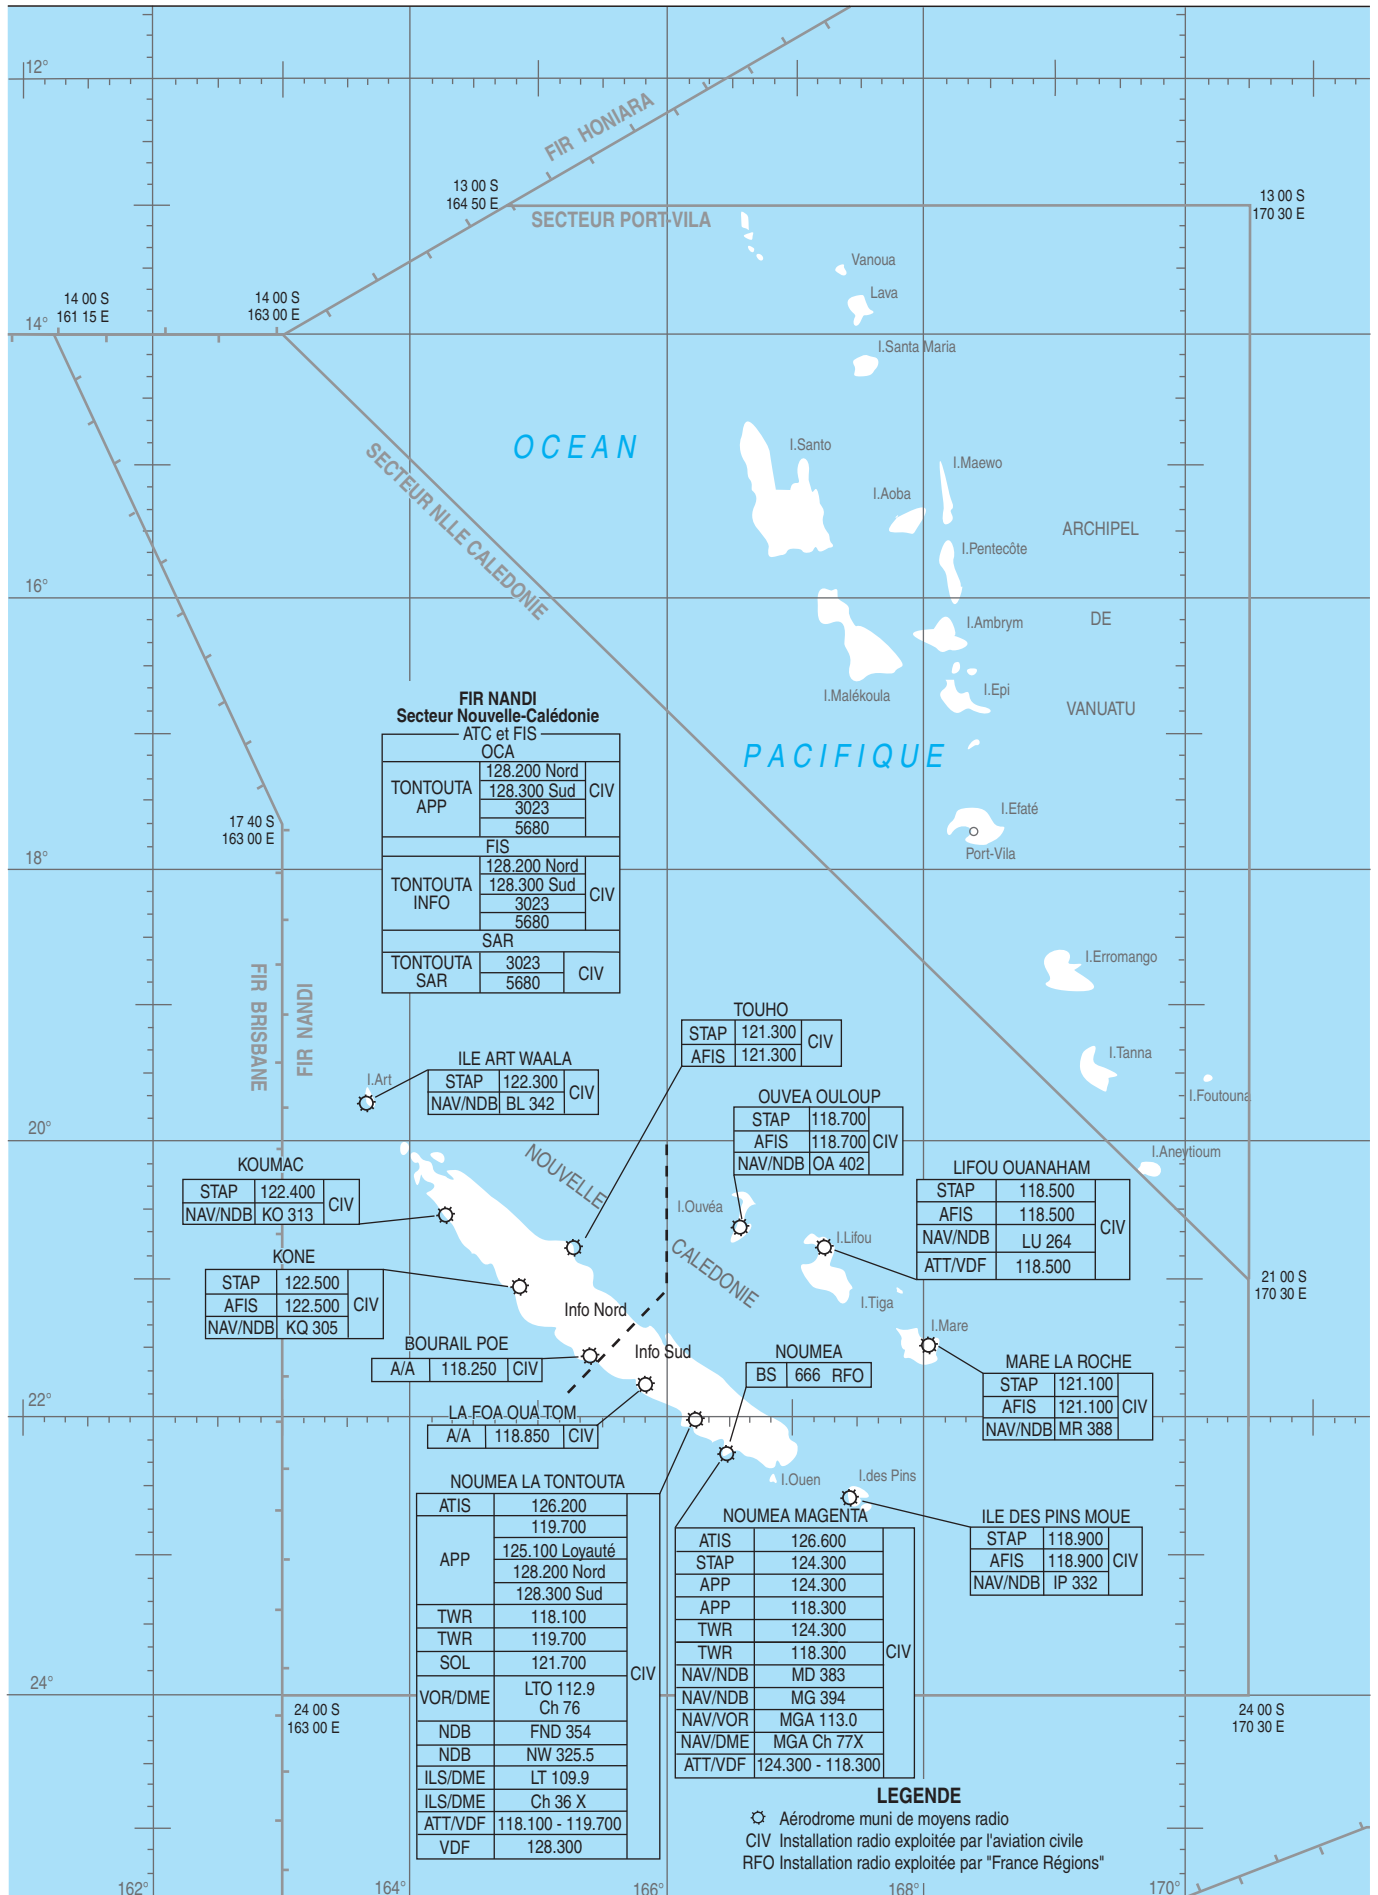 12°
FIR HONIARA
13 00 S
164 50 E
13 00 S
170 30 E
SECTEUR PORT-VILA
Vanoua
Lava
14 00 S
161 15 E
14 00 S
163 00 E
14°
I.Santa Maria
OCEAN
I.Santo
I.Maewo
I.Aoba
SECTEUR NLLE CALEDONIE
ARCHIPEL
I.Pentecôte
16°
DE
I.Ambrym
I.Malékoula
I.Epi
VANUATU
PACIFIQUE
FIR NANDI
Secteur Nouvelle-Calédonie
ATC et FIS
OCA
TONTOUTA
APP
128.200 Nord
128.300 Sud
3023
5680
CIV
FIS
TONTOUTA
INFO
128.200 Nord
128.300 Sud
3023
5680
CIV
SAR
TONTOUTA
SAR
3023
5680
CIV
17 40 S
163 00 E
I.Efaté
Port-Vila
18°
I.Erromango
FIR BRISBANE
FIR NANDI
I.Tanna
I.Foutouna
I.Aneytioum
TOUHO
STAP 121.300
AFIS 121.300
CIV
I.Art
ILE ART WAALA
STAP 122.300
NAV/NDB BL 342
CIV
OUVEA OULOUP
STAP 118.700
AFIS 118.700 CIV
NAV/NDB OA 402
20°
NOUVELLE
CALEDONIE
KOUMAC
STAP 122.400
NAV/NDB KO 313
CIV
I.Ouvéa
LIFOU OUANAHAM
STAP 118.500
AFIS 118.500
NAV/NDB LU 264
ATT/VDF 118.500
CIV
I.Lifou
KONE
STAP 122.500
AFIS 122.500 CIV
NAV/NDB KQ 305
21 00 S
170 30 E
I.Tiga
Info Nord
Info Sud
I.Mare
BOURAIL POE
A/A 118.250 CIV
NOUMEA
BS 666 RFO
MARE LA ROCHE
STAP 121.100
AFIS 121.100 CIV
NAV/NDB MR 388
22°
LA FOA OUA TOM
A/A 118.850 CIV
I.Ouen
I.des Pins
NOUMEA LA TONTOUTA
ATIS 126.200
APP
119.700
125.100 Loyauté
128.200 Nord
128.300 Sud
TWR 118.100
TWR 119.700
SOL 121.700
CIV
VOR/DME LTO 112.9
Ch 76
NDB FND 354
NDB NW 325.5
ILS/DME LT 109.9
ILS/DME Ch 36 X
ATT/VDF 118.100 - 119.700
VDF 128.300
NOUMEA MAGENTA
ATIS 126.600
STAP 124.300
APP 124.300
APP 118.300
TWR 124.300
TWR 118.300
CIV
NAV/NDB MD 383
NAV/NDB MG 394
NAV/VOR MGA 113.0
NAV/DME MGA Ch 77X
ATT/VDF 124.300 - 118.300
ILE DES PINS MOUE
STAP 118.900
AFIS 118.900 CIV
NAV/NDB IP 332
24°
24 00 S
163 00 E
24 00 S
170 30 E
LEGENDE
Aérodrome muni de moyens radio
CIV Installation radio exploitée par l'aviation civile
RFO Installation radio exploitée par "France Régions"
162°
164°
166°
168°
170°